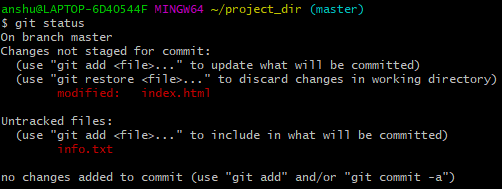 anshu@LAPTOP-6D40544F MINGW64 ~/project_dir (master)
$ git status
On branch master
Changes not staged for commit:
  (use "git add <file>..." to update what will be committed)
  (use "git restore <file>..." to discard changes in working directory)
        modified:   index.html

Untracked files:
  (use "git add <file>..." to include in what will be committed)
        info.txt

no changes added to commit (use "git add" and/or "git commit -a")